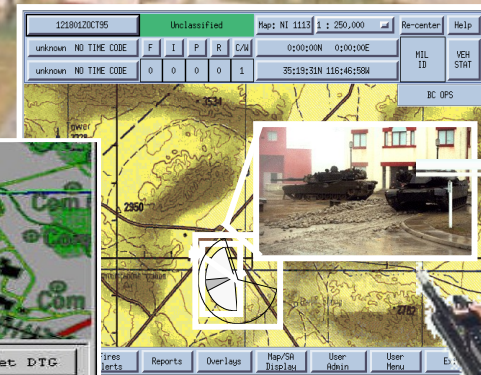 121801ZOCT95 Unclassified Map: NI 1113 1 : 250,000 Re-center Help
unknown NO TIME CODE F I P R C/W 0:00:00N 0:00:00E MIL ID VEH STAT
unknown NO TIME CODE 0 0 0 0 1 35:19:31N 116:46:58W
BC OPS
3534
ower
2950
Com
Com
2752
et DTG
ires
lerts
Reports
Overlays
Map/SA
Display
User
Admin
User
Menu